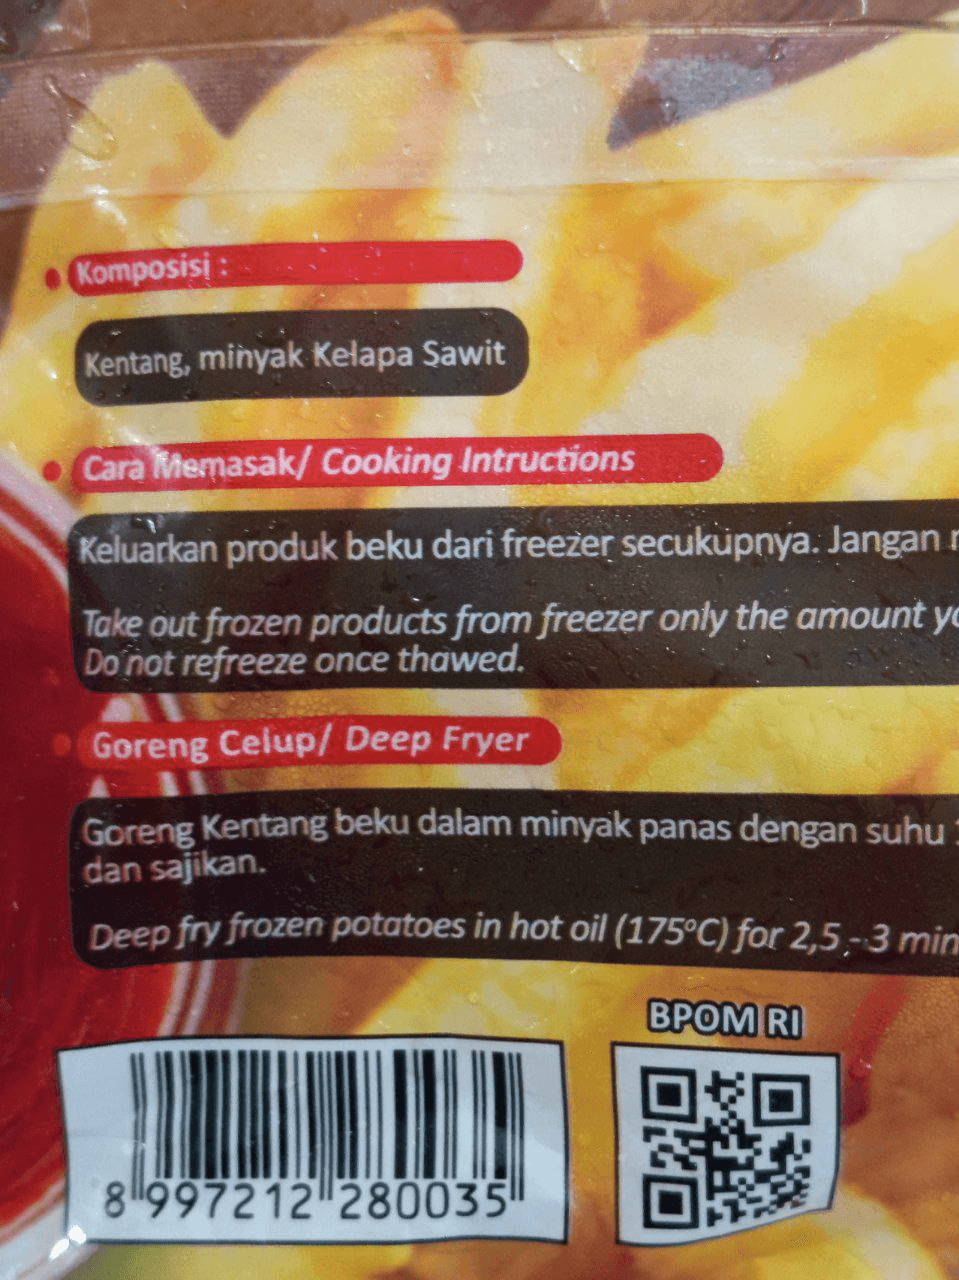 Komposisi :
Kentang, minyak Kelapa Sawit
Cara Memasak/ Cooking Intructions
Keluarkan produk beku dari freezer secukupnya. Jangan
Take out frozen products from freezer only the amount
Do not refreeze once thawed.
Goreng Celup/ Deep Fryer
Goreng Kentang beku dalam minyak panas dengan suhu
dan sajikan.
Deep fry frozen potatoes in hot oil (175°C) for 2,5 - 3 min
BPOM RI
8 997212 280035